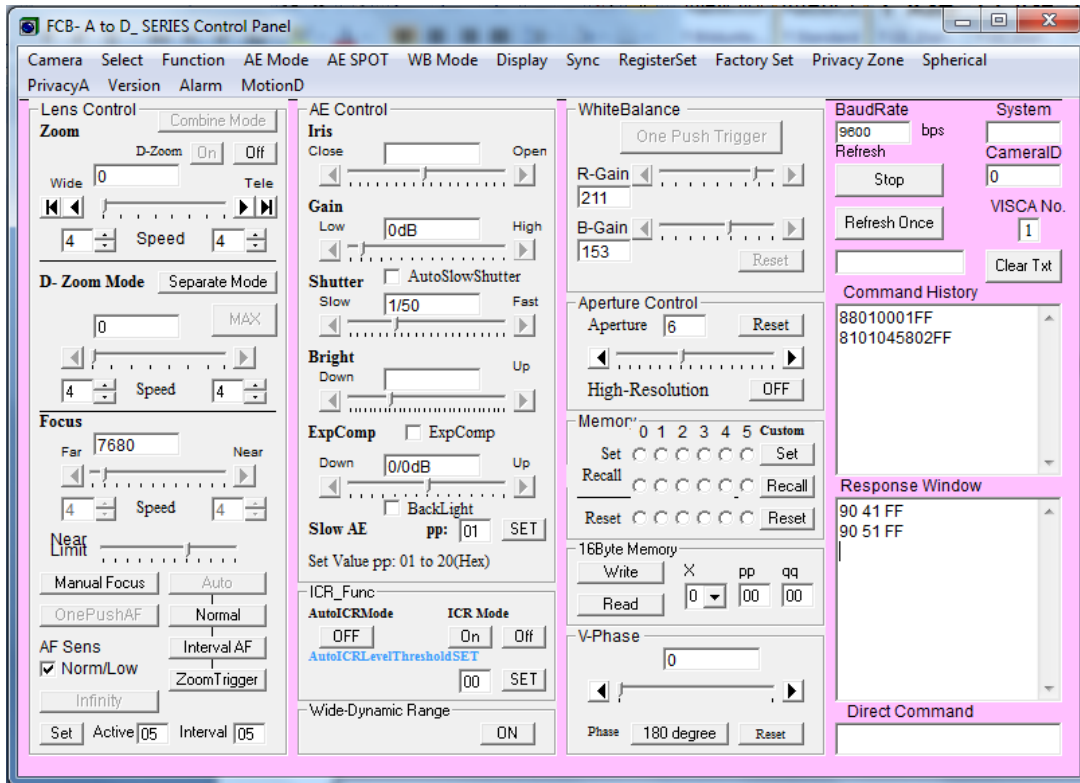 FCB- A to D_ SERIES Control Panel
Camera Select Function AE Mode AE SPOT WB Mode Display Sync RegisterSet Factory Set Privacy Zone Spherical
PrivacyA Version Alarm MotionD
Lens Control
Combine Mode
Zoom
D-Zoom On Off
0
Wide Tele
4 Speed 4
D- Zoom Mode Separate Mode
0 MAX
4 Speed 4
Focus
7680
Far Near
4 Speed 4
Near
Limit
Manual Focus Auto
OnePushAF Normal
AF Sens Interval AF
Norm/Low
ZoomTrigger
Infinity
Set Active 05 Interval 05
AE Control
Iris
Close Open
Gain
Low 0dB High
Shutter AutoSlowShutter
Slow 1/50 Fast
Bright
Down Up
ExpComp ExpComp
Down 0/0dB Up
BackLight
Slow AE pp: 01 SET
Set Value pp: 01 to 20(Hex)
ICR_Func
AutoICRMode ICR Mode
OFF On Off
AutoICRLevelThresholdSET
00 SET
Wide-Dynamic Range
ON
WhiteBalance
One Push Trigger
R-Gain
211
B-Gain
153
Reset
Aperture Control
Aperture 6 Reset
High-Resolution OFF
Memory
0 1 2 3 4 5 Custom
Set Set
Recall Recall
Reset Reset
16Byte Memory
Write X pp qq
Read 0 00 00
V-Phase
0
Phase 180 degree Reset
BaudRate System
9600 bps
Refresh CameraID
Stop 0
VISCA No.
Refresh Once 1
Clear Txt
Command History
88010001FF
8101045802FF
Response Window
90 41 FF
90 51 FF
Direct Command